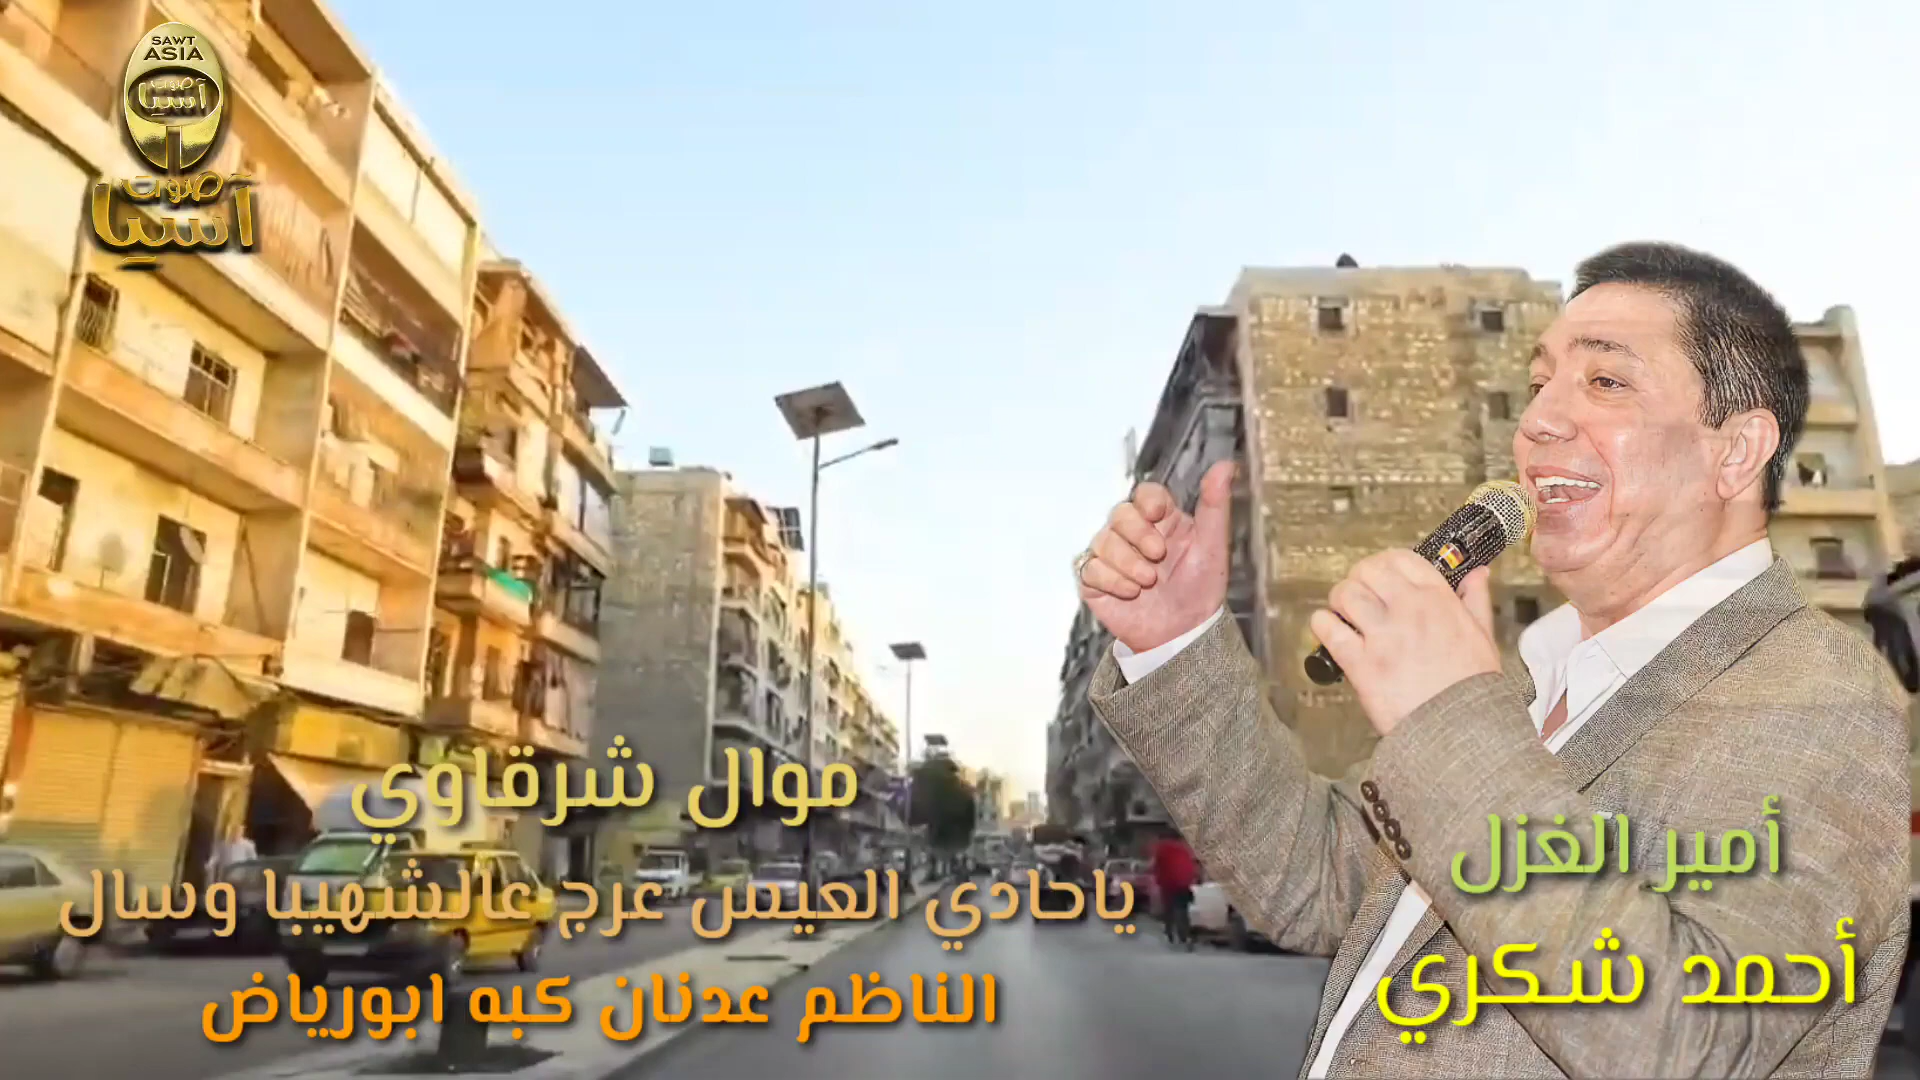 SAWT
ASIA
صوت
آسيا
صوت
آسيا
موال شرقاوي
ياحادي العيس عرج عالشهيبا وسال
الناظم عدنان كبه ابورياض
أمير الغزل
أحمد شكري